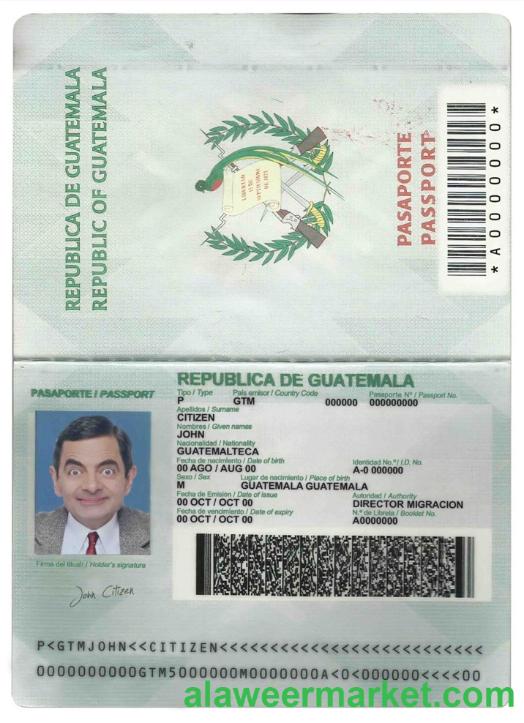 REPUBLICA DE GUATEMALA
REPUBLIC OF GUATEMALA
LIBERTAD
15 DE
PASAPORTE
PASSPORT
*A00000000*
PASAPORTE / PASSPORT
REPUBLICA DE GUATEMALA
Tipo / Type País emisor / Country Code Pasaporte Nº / Passport No.
P GTM 000000 000000000
Apellidos / Surname
CITIZEN
Nombres / Given names
JOHN
Nacionalidad / Nationality
GUATEMALTECA
Fecha de nacimiento / Date of birth Identidad No.º / I.D. No.
00 AGO / AUG 00 A-0 000000
Sexo / Sex Lugar de nacimiento / Place of birth
M GUATEMALA GUATEMALA
Fecha de Emisión / Date of issue Autoridad / Authority
00 OCT / OCT 00 DIRECTOR MIGRACION
Fecha de vencimiento / Date of expiry N.º de Libreta / Booklet No.
00 OCT / OCT 00 A0000000
Firma del titular / Holder's signature
John Citizen
P<GTMJOHN<<CITIZEN<<<<<<<<<<<<<<<<<<<<<<<<<<
0000000000GTM5000000M0000000A<0<000000<<<<00
alaweermarket.com